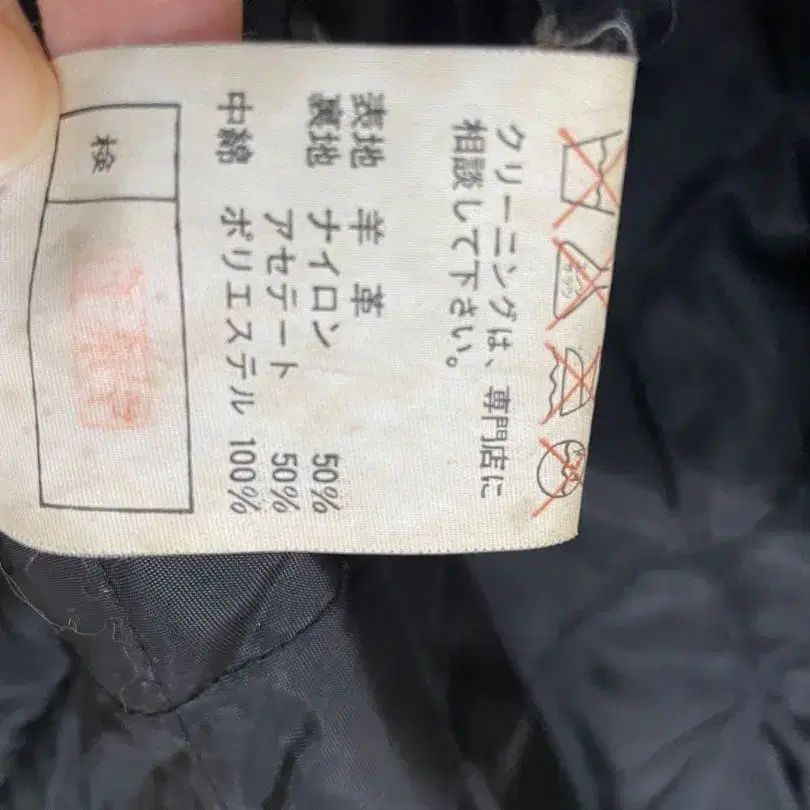 クリーニングは、専門店に
相談して下さい。
表地 羊革
裏地 ナイロン 50%
アセテート 50%
中綿 ポリエステル 100%
検